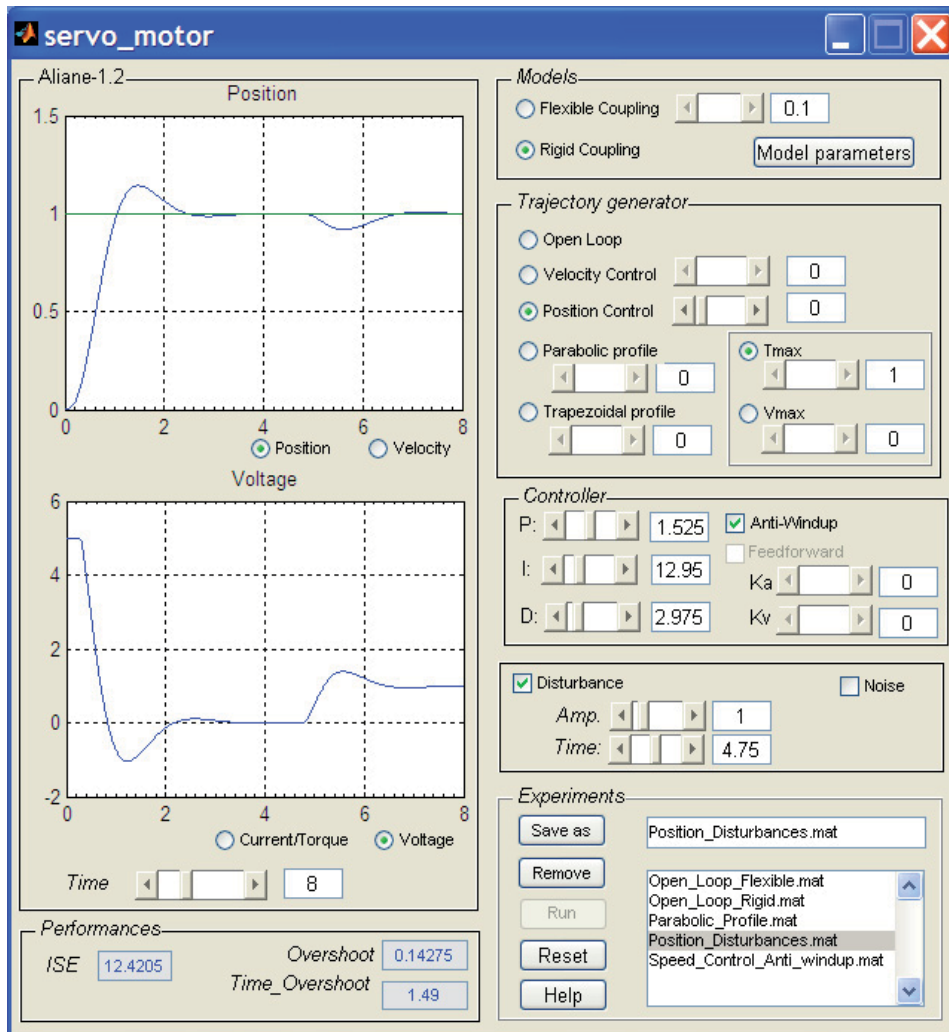 servo_motor
Aliane-1.2
Position
1.5
1
0.5
0
0 2 4 6 8
Position Velocity
Voltage
6
4
2
0
-2
0 2 4 6 8
Current/Torque Voltage
Time 8
Performances
ISE 12.4205
Overshoot 0.14275
Time_Overshoot 1.49
Models
Flexible Coupling 0.1
Rigid Coupling Model parameters
Trajectory generator
Open Loop
Velocity Control 0
Position Control 0
Parabolic profile
0
Trapezoidal profile
0
Tmax
1
Vmax
0
Controller
P: 1.525
I: 12.95
D: 2.975
Anti-Windup
Feedforward
Ka 0
Kv 0
Disturbance Noise
Amp. 1
Time: 4.75
Experiments
Save as
Remove
Run
Reset
Help
Position_Disturbances.mat
Open_Loop_Flexible.mat
Open_Loop_Rigid.mat
Parabolic_Profile.mat
Position_Disturbances.mat
Speed_Control_Anti_windup.mat